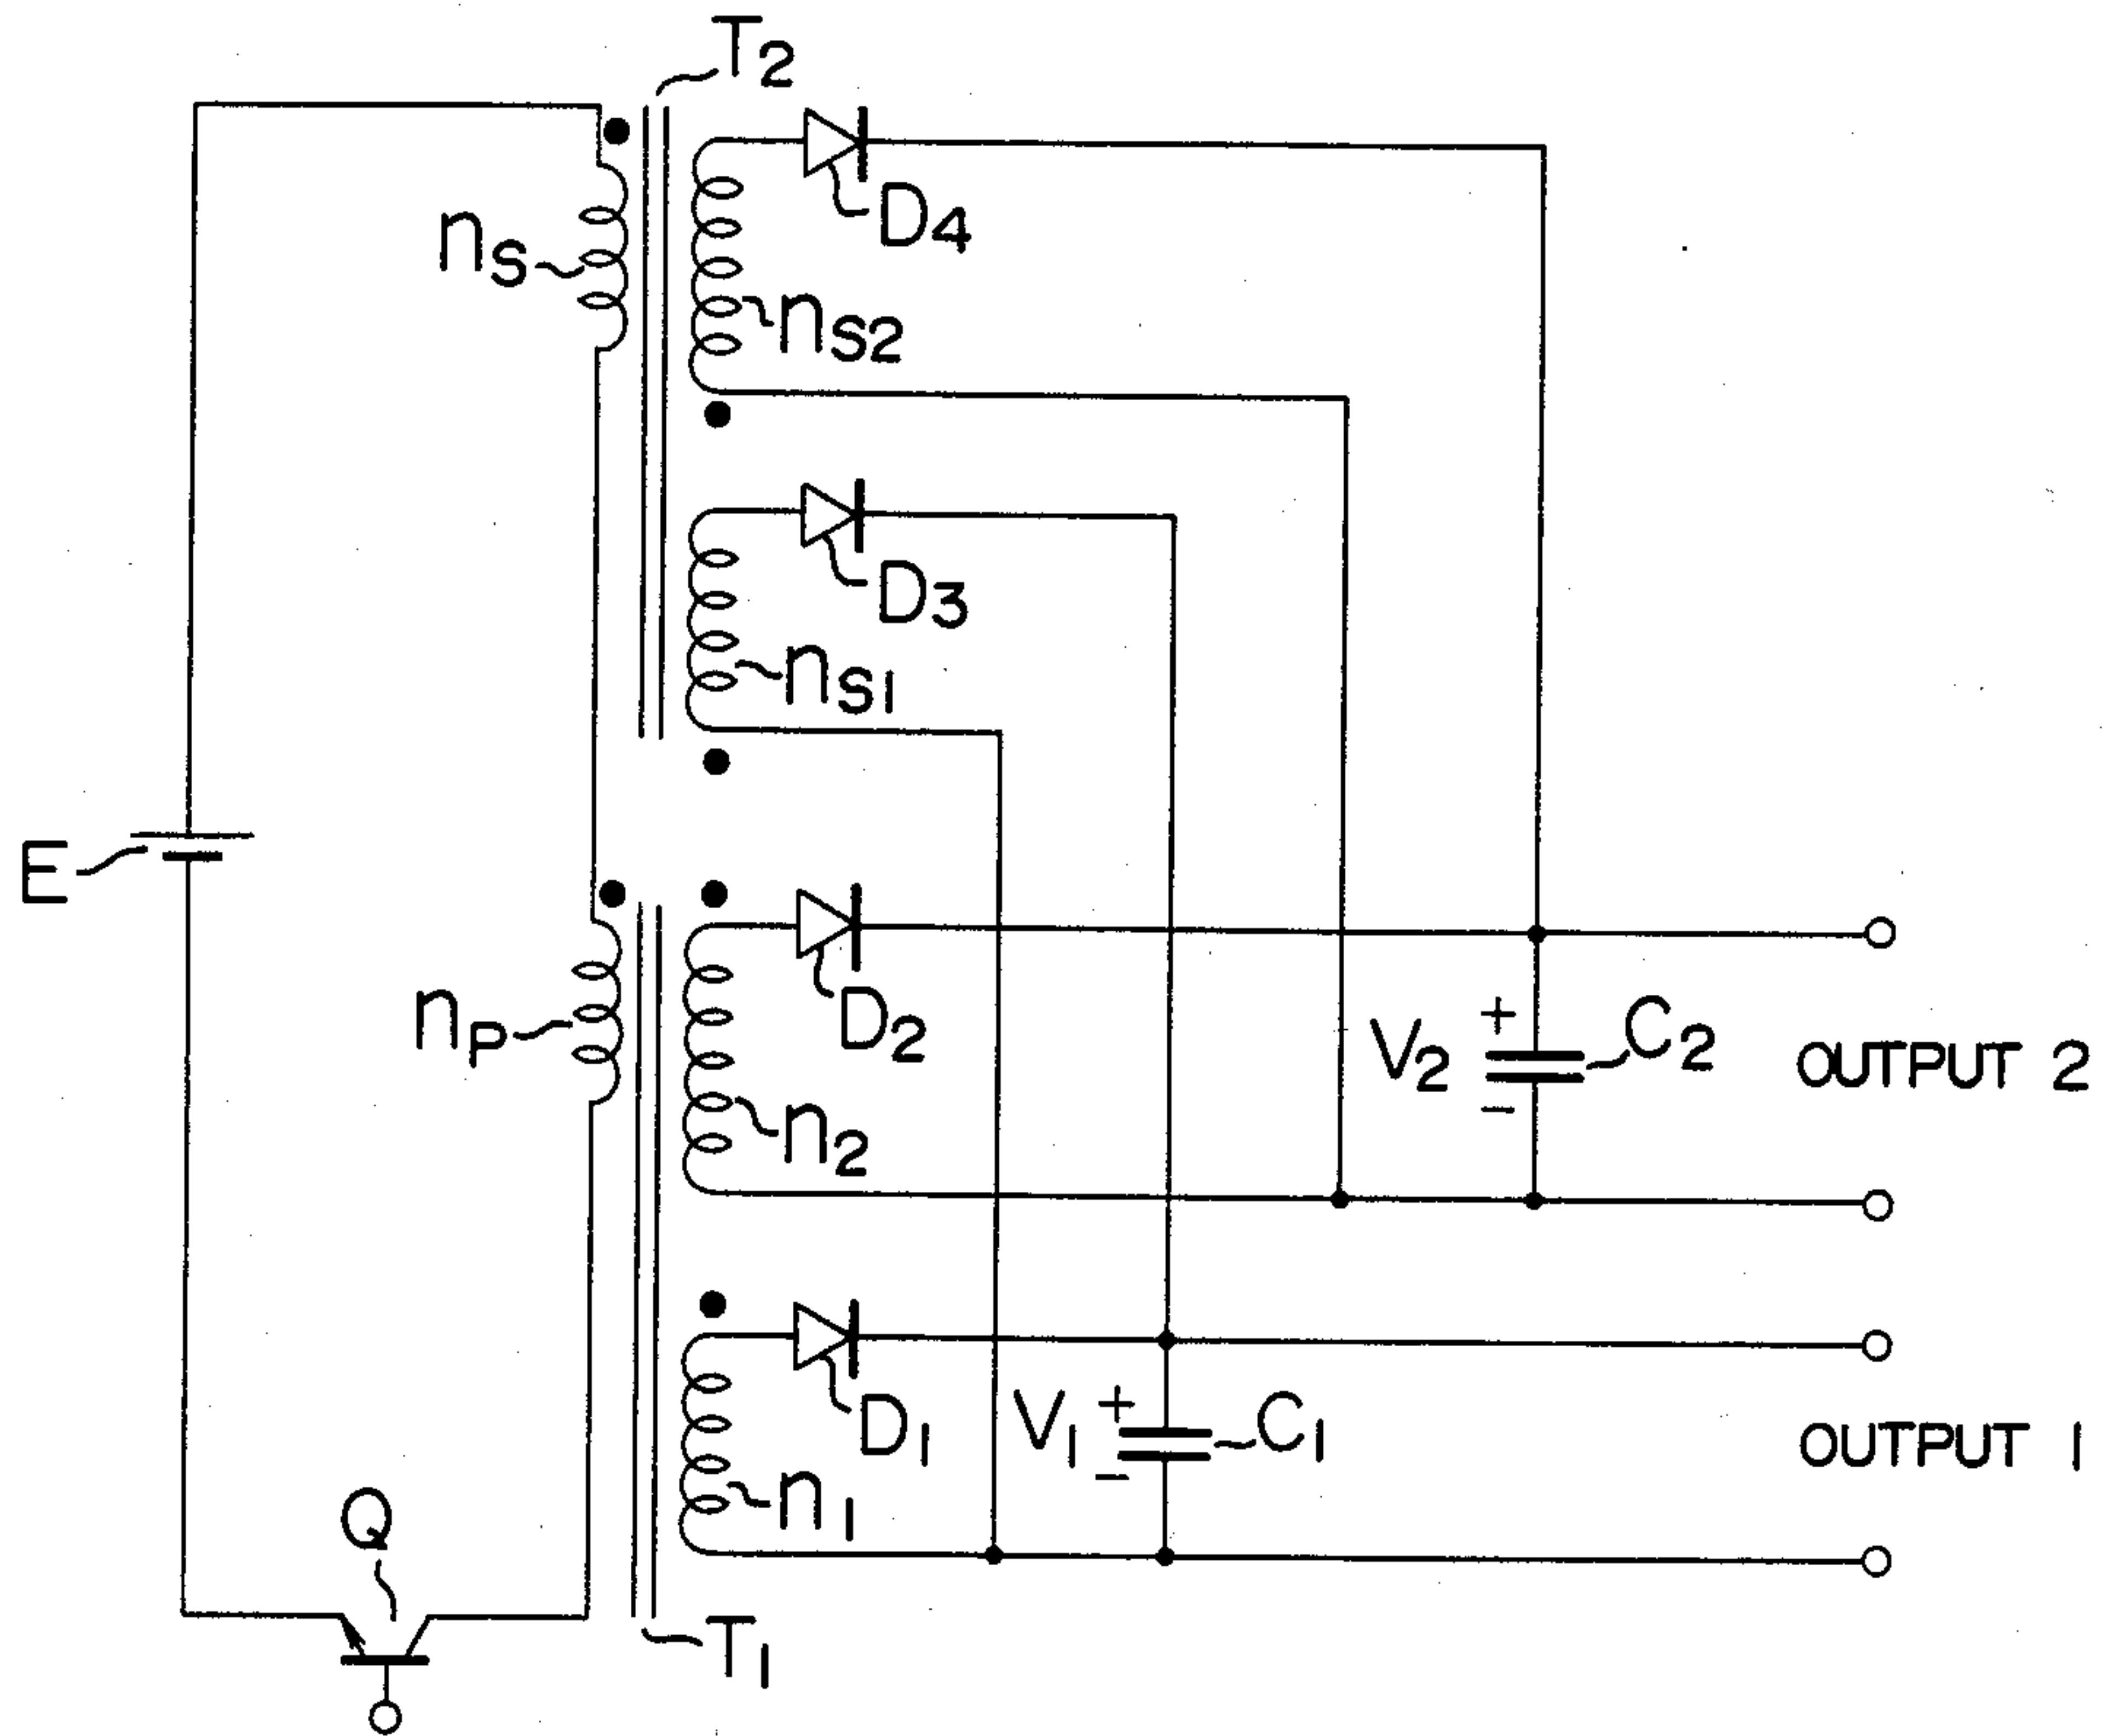 T2
D4
nS
nS2
D3
nS1
E
D2
nP
V2
+
-
C2
OUTPUT 2
n2
D1
V1
+
-
C1
OUTPUT 1
n1
Q
T1